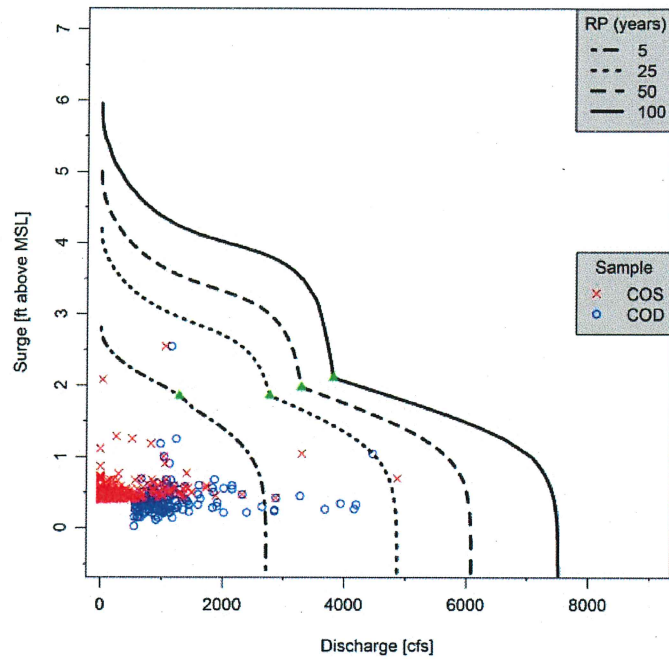 RP (years)
5
25
50
100
Sample
COS
COD
Surge [ft above MSL]
7
6
5
4
3
2
1
0
0 2000 4000 6000 8000
Discharge [cfs]